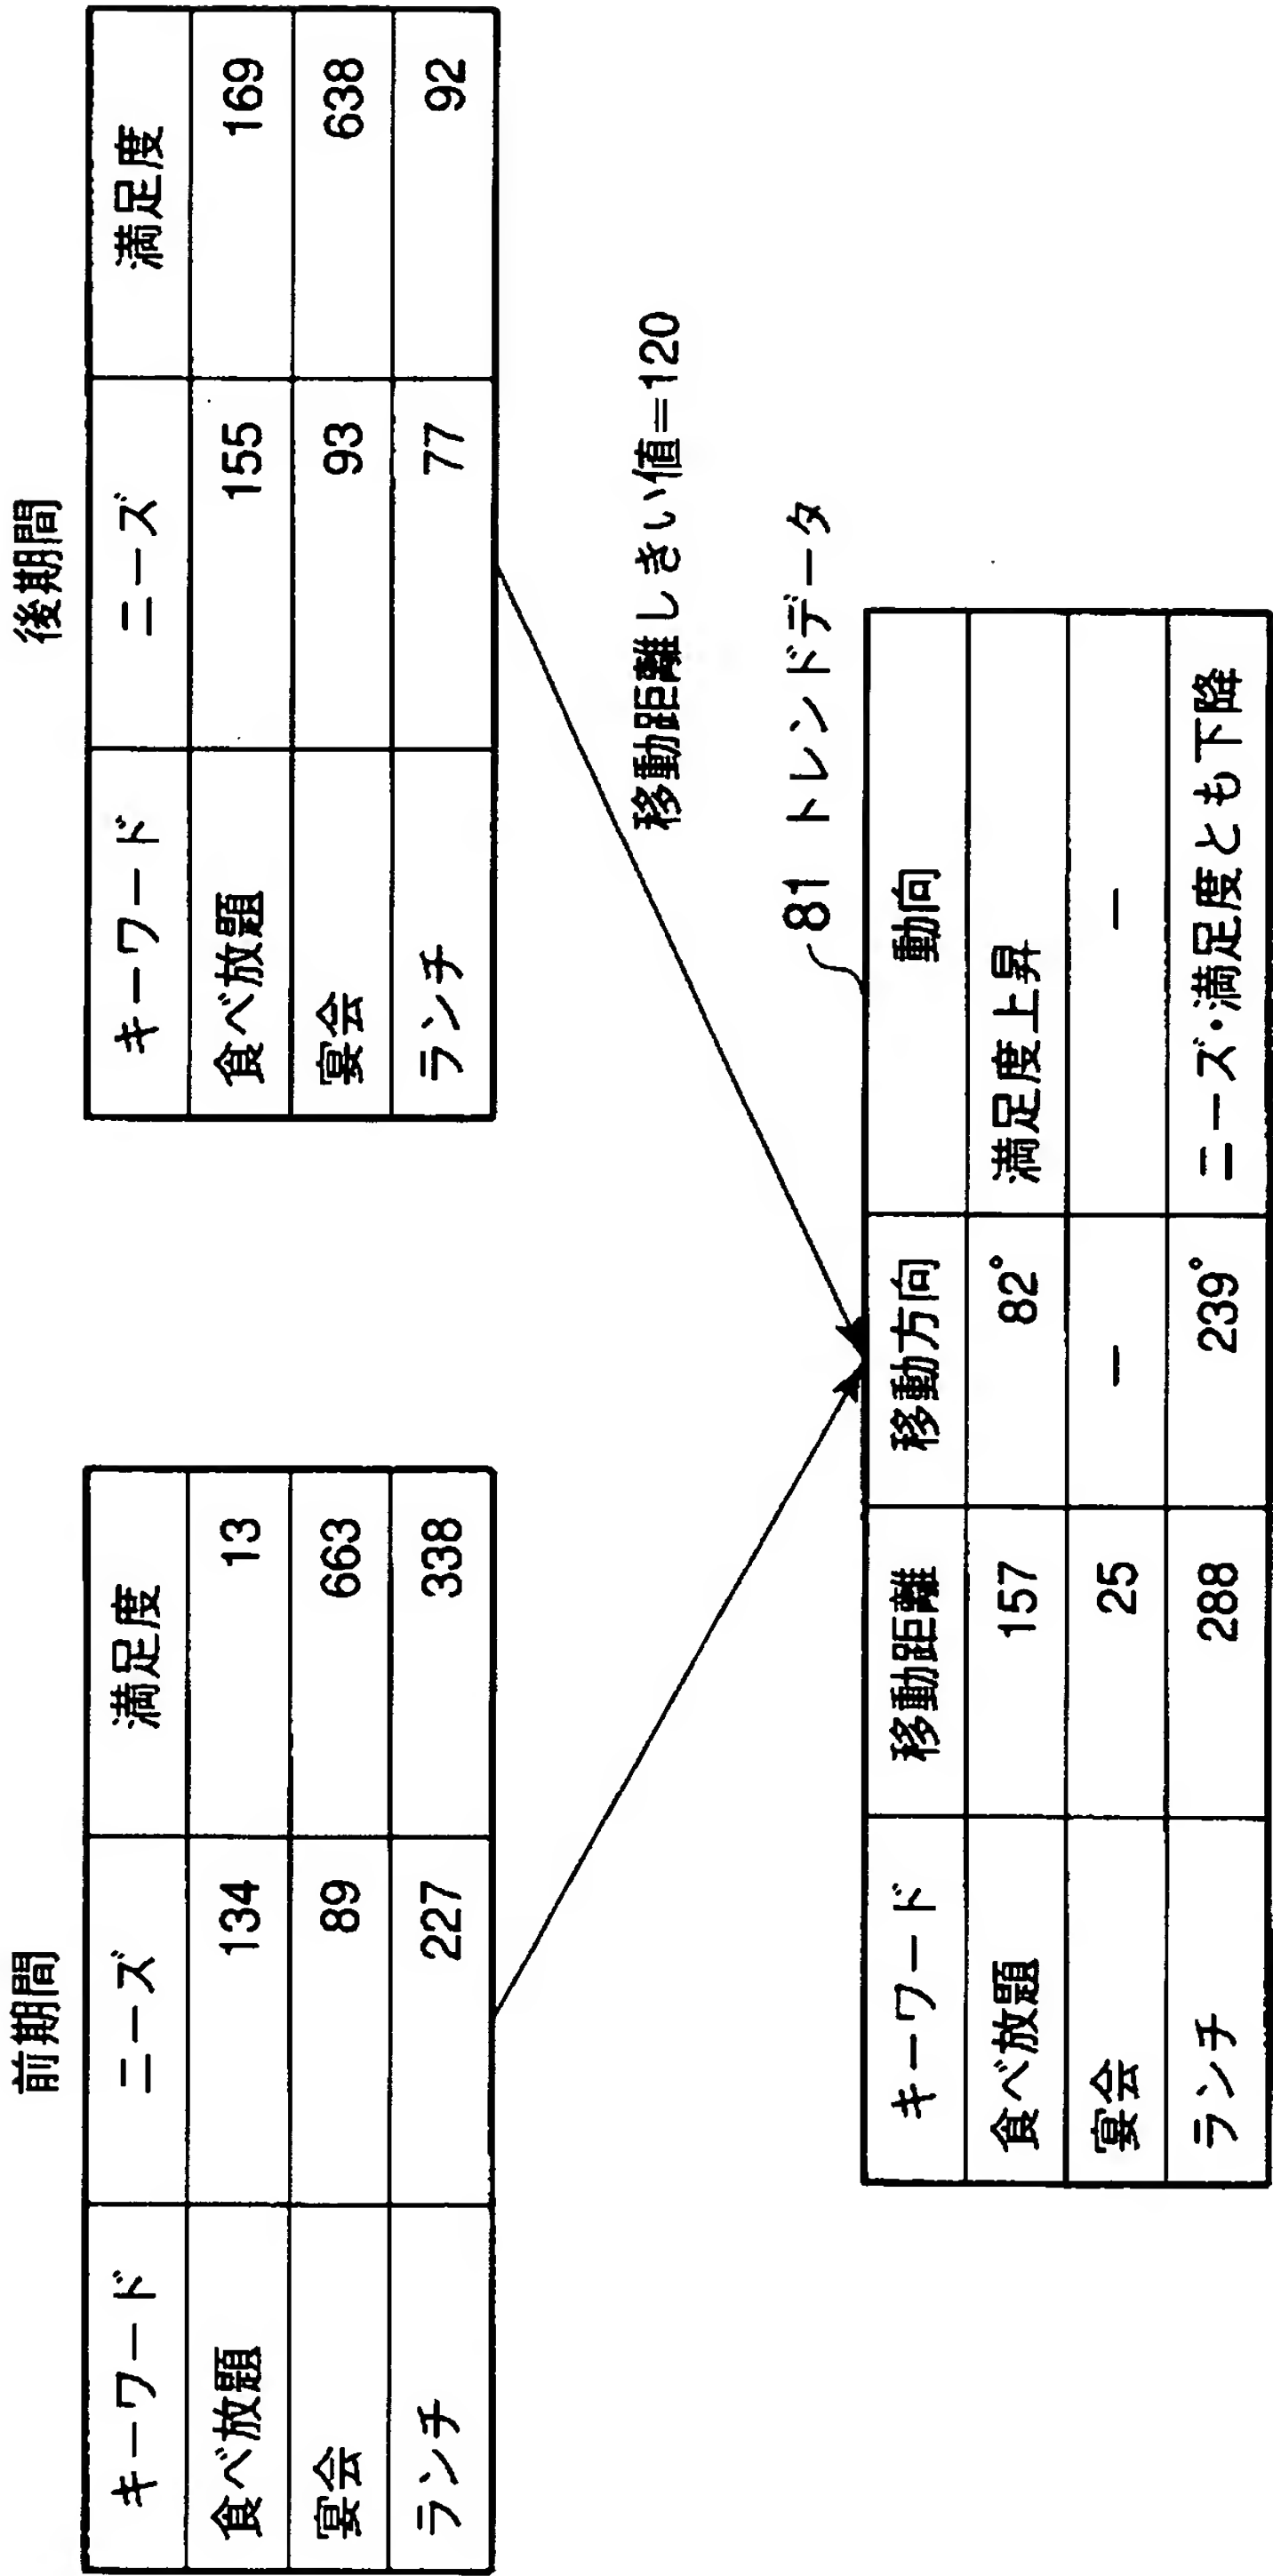 前期間
キーワード ニーズ 満足度
食べ放題 134 13
宴会 89 663
ランチ 227 338
後期間
キーワード ニーズ 満足度
食べ放題 155 169
宴会 93 638
ランチ 77 92
移動距離しきい値=120
81 トレンドデータ
キーワード 移動距離 移動方向 動向
食べ放題 157 82° 満足度上昇
宴会 25 - -
ランチ 288 239° ニーズ・満足度とも下降